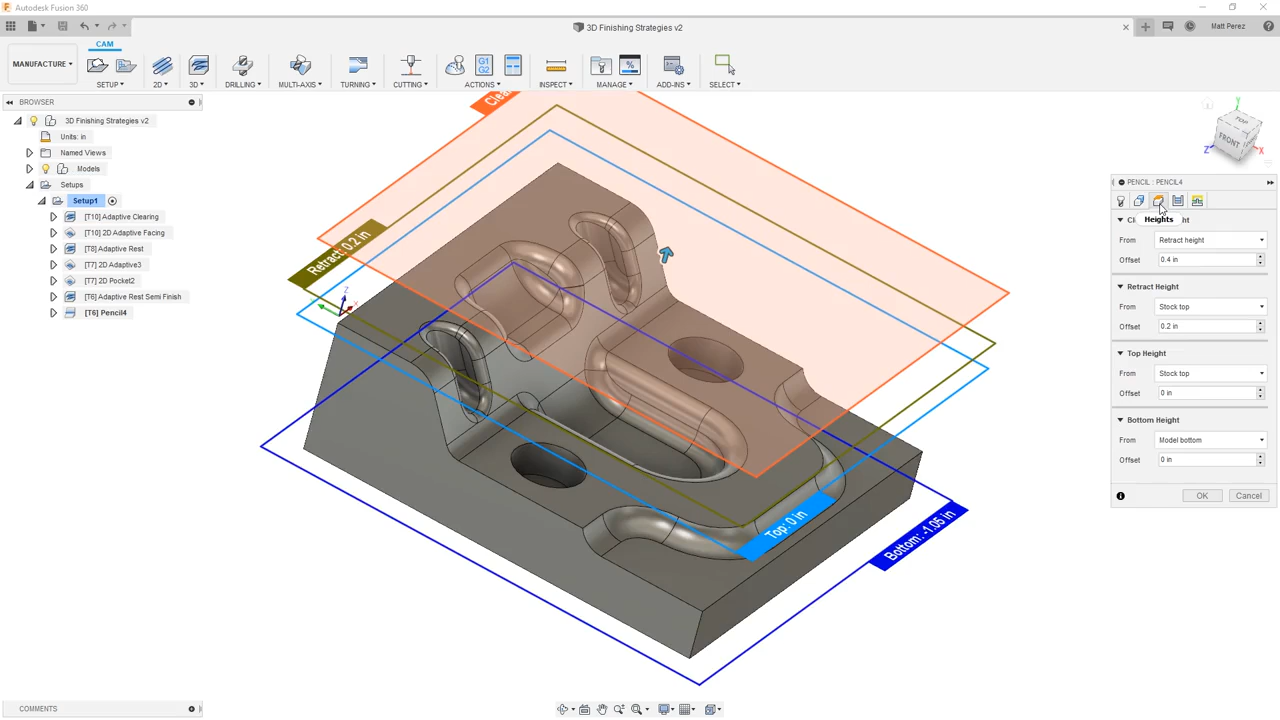 Autodesk Fusion 360
3D Finishing Strategies v2
Matt Perez
CAM
MANUFACTURE
SETUP
2D
3D
DRILLING
MULTI-AXIS
TURNING
CUTTING
G1
G2
ACTIONS
INSPECT
MANAGE
ADD-INS
SELECT
BROWSER
3D Finishing Strategies v2
Units: in
Named Views
Models
Setups
Setup1
[T10] Adaptive Clearing
[T10] 2D Adaptive Facing
[T8] Adaptive Rest
[T7] 2D Adaptive3
[T7] 2D Pocket2
[T6] Adaptive Rest Semi Finish
[T6] Pencil4
Retract: 0.2 in
Top: 0 in
Bottom: -1.05 in
Z
X
Y
TOP
FRONT
Z
X
PENCIL : PENCIL4
Heights
From Retract height
Offset 0.4 in
Retract Height
From Stock top
Offset 0.2 in
Top Height
From Stock top
Offset 0 in
Bottom Height
From Model bottom
Offset 0 in
OK Cancel
COMMENTS